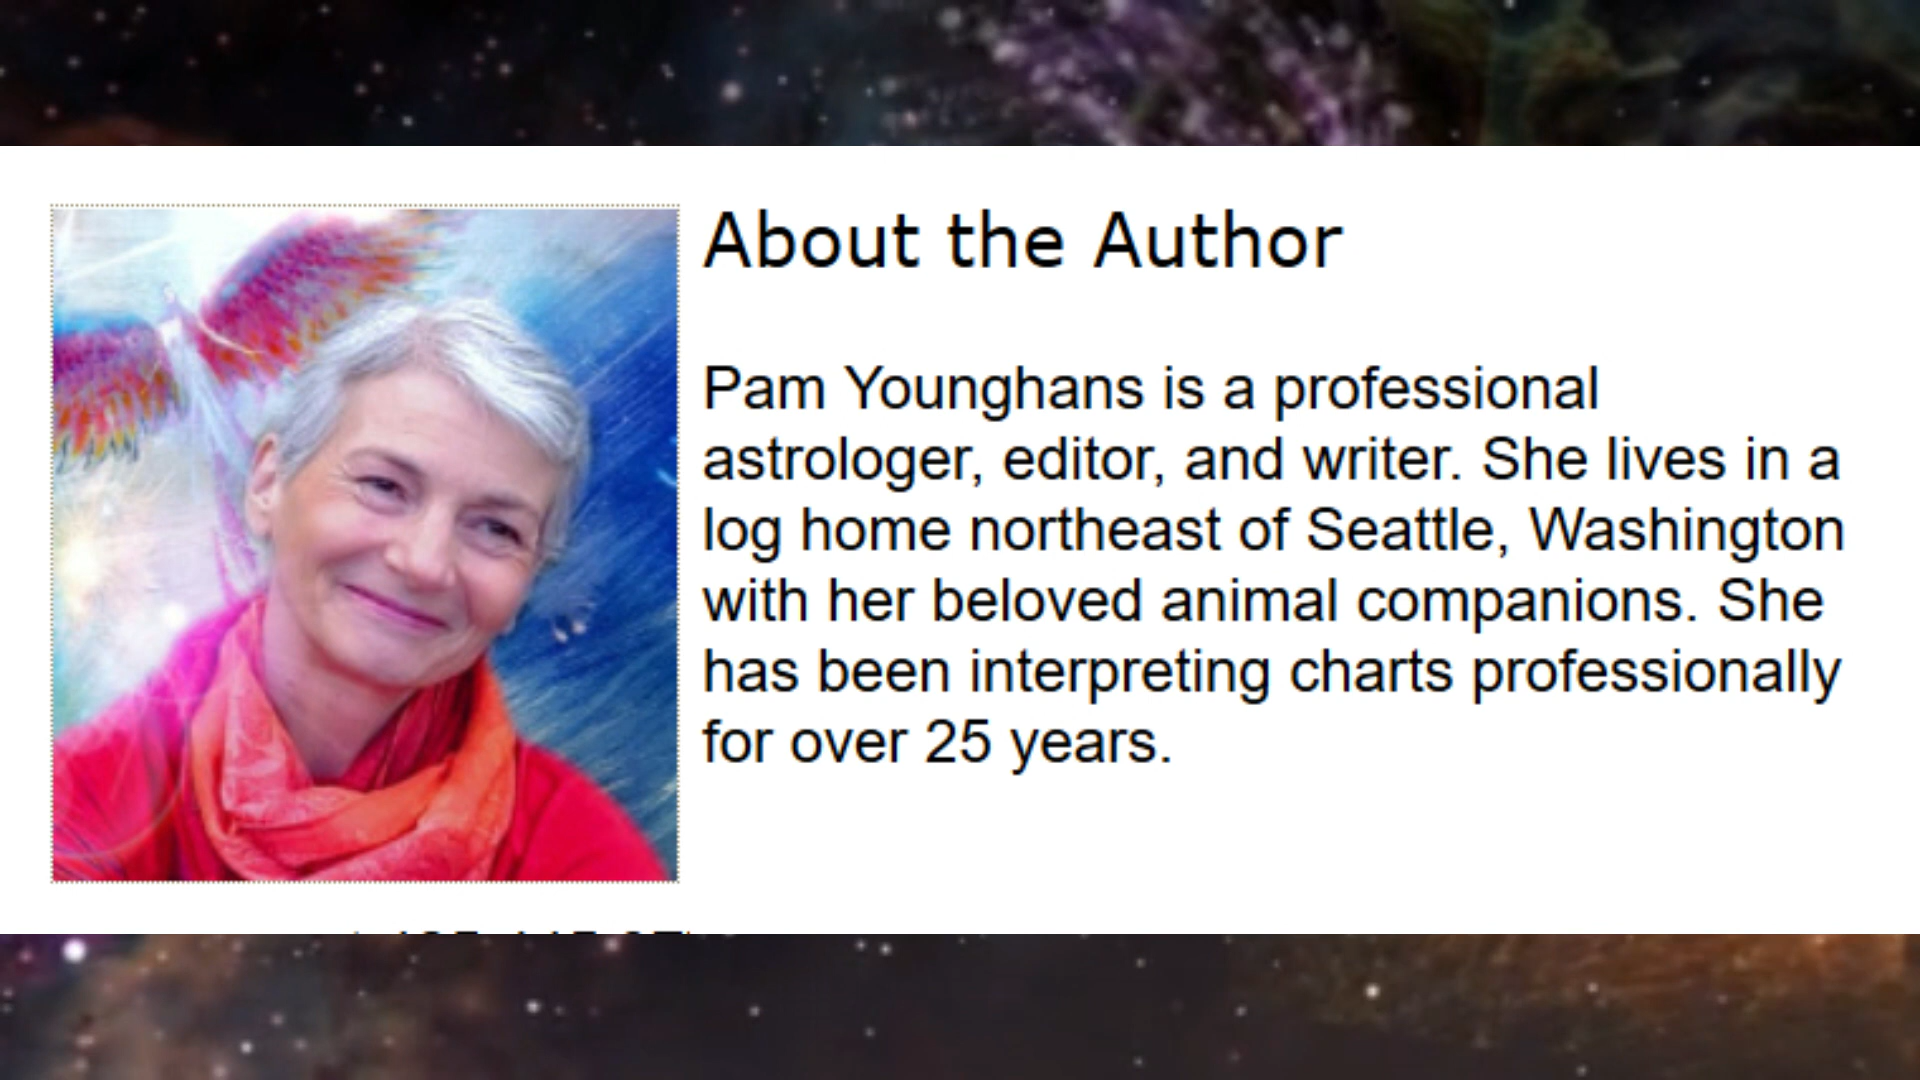 About the Author
Pam Younghans is a professional
astrologer, editor, and writer. She lives in a
log home northeast of Seattle, Washington
with her beloved animal companions. She
has been interpreting charts professionally
for over 25 years.